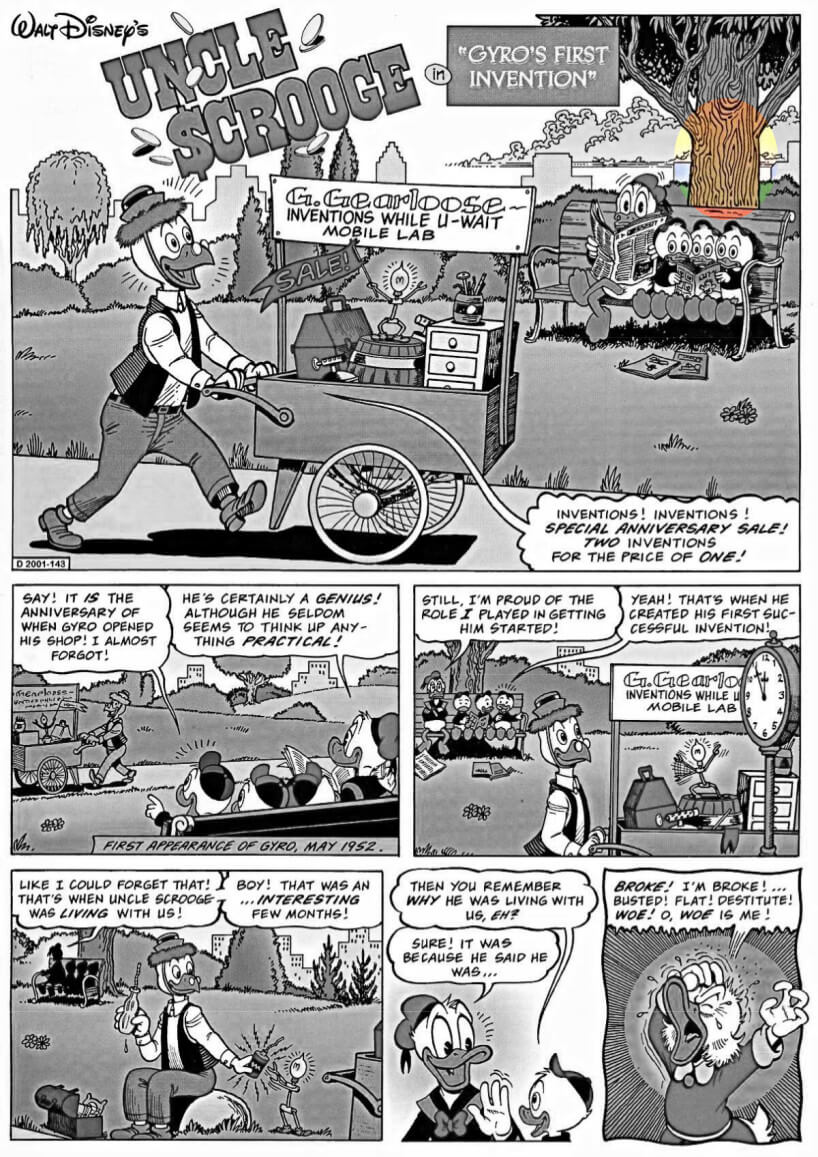 WALT DISNEY'S
UNCLE
$CROOGE
in
"GYRO'S FIRST
INVENTION"
G. Gearloose~
INVENTIONS WHILE U-WAIT
MOBILE LAB
SALE!
INVENTIONS! INVENTIONS!
SPECIAL ANNIVERSARY SALE!
TWO INVENTIONS
FOR THE PRICE OF ONE!
D 2001-143
SAY! IT IS THE
ANNIVERSARY OF
WHEN GYRO OPENED
HIS SHOP! I ALMOST
FORGOT!
HE'S CERTAINLY A GENIUS!
ALTHOUGH HE SELDOM
SEEMS TO THINK UP ANY-
THING PRACTICAL!
FIRST APPEARANCE OF GYRO, MAY 1952.
STILL, I'M PROUD OF THE
ROLE I PLAYED IN GETTING
HIM STARTED!
YEAH! THAT'S WHEN HE
CREATED HIS FIRST SUC-
CESSFUL INVENTION!
G.Gearlo
INVENTIONS WHILE U
MOBILE LAB
LIKE I COULD FORGET THAT!
THAT'S WHEN UNCLE SCROOGE
WAS LIVING WITH US!
BOY! THAT WAS AN
...INTERESTING
FEW MONTHS!
THEN YOU REMEMBER
WHY HE WAS LIVING WITH
US, EH?
SURE! IT WAS
BECAUSE HE SAID HE
WAS...
BROKE! I'M BROKE!...
BUSTED! FLAT! DESTITUTE!
WOE! O, WOE IS ME!